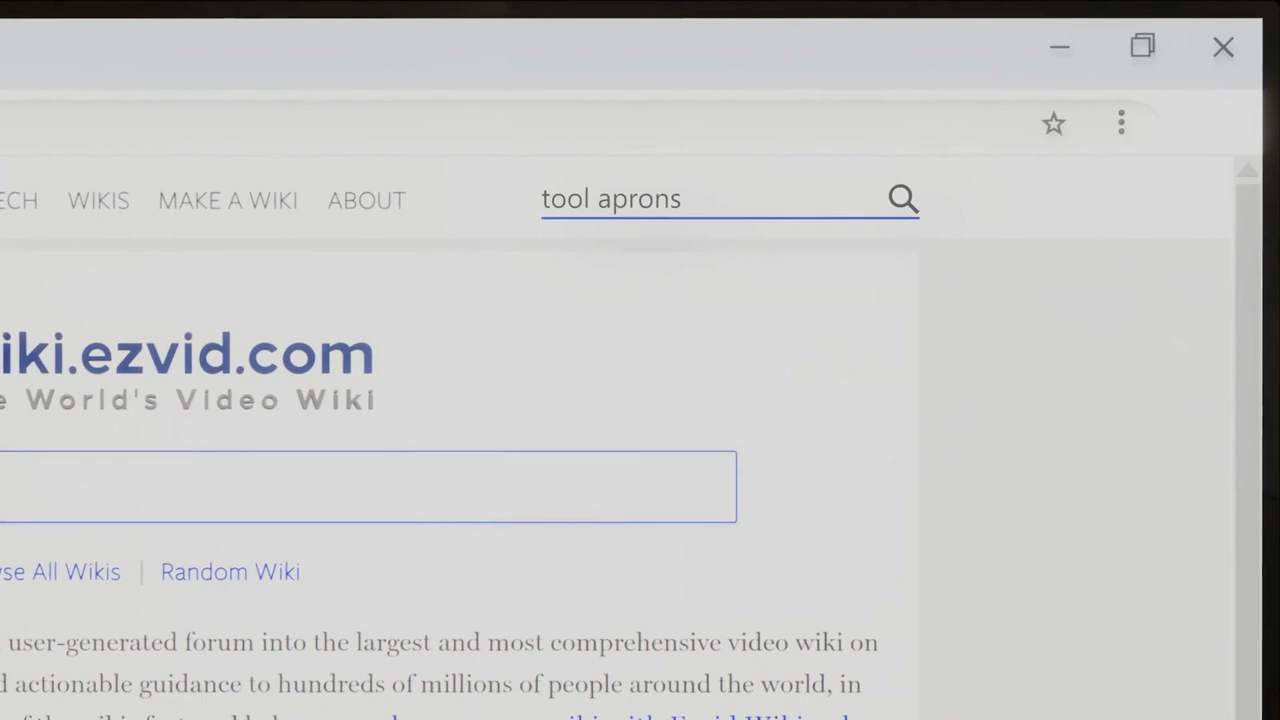 WIKIS MAKE A WIKI ABOUT
tool aprons
iki.ezvid.com
World's Video Wiki
All Wikis | Random Wiki
user-generated forum into the largest and most comprehensive video wiki on
actionable guidance to hundreds of millions of people around the world, in